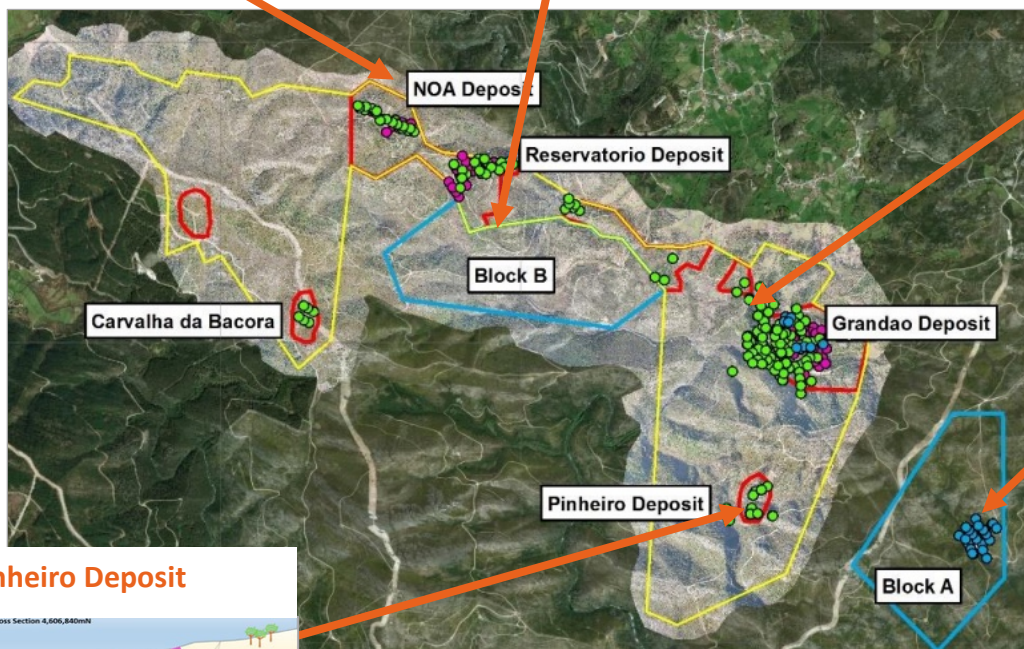 NOA Deposit
Reservatorio Deposit
Block B
Carvalha da Bacora
Grandao Deposit
Pinheiro Deposit
Block A
nheiro Deposit
oss Section 4,606,840mN